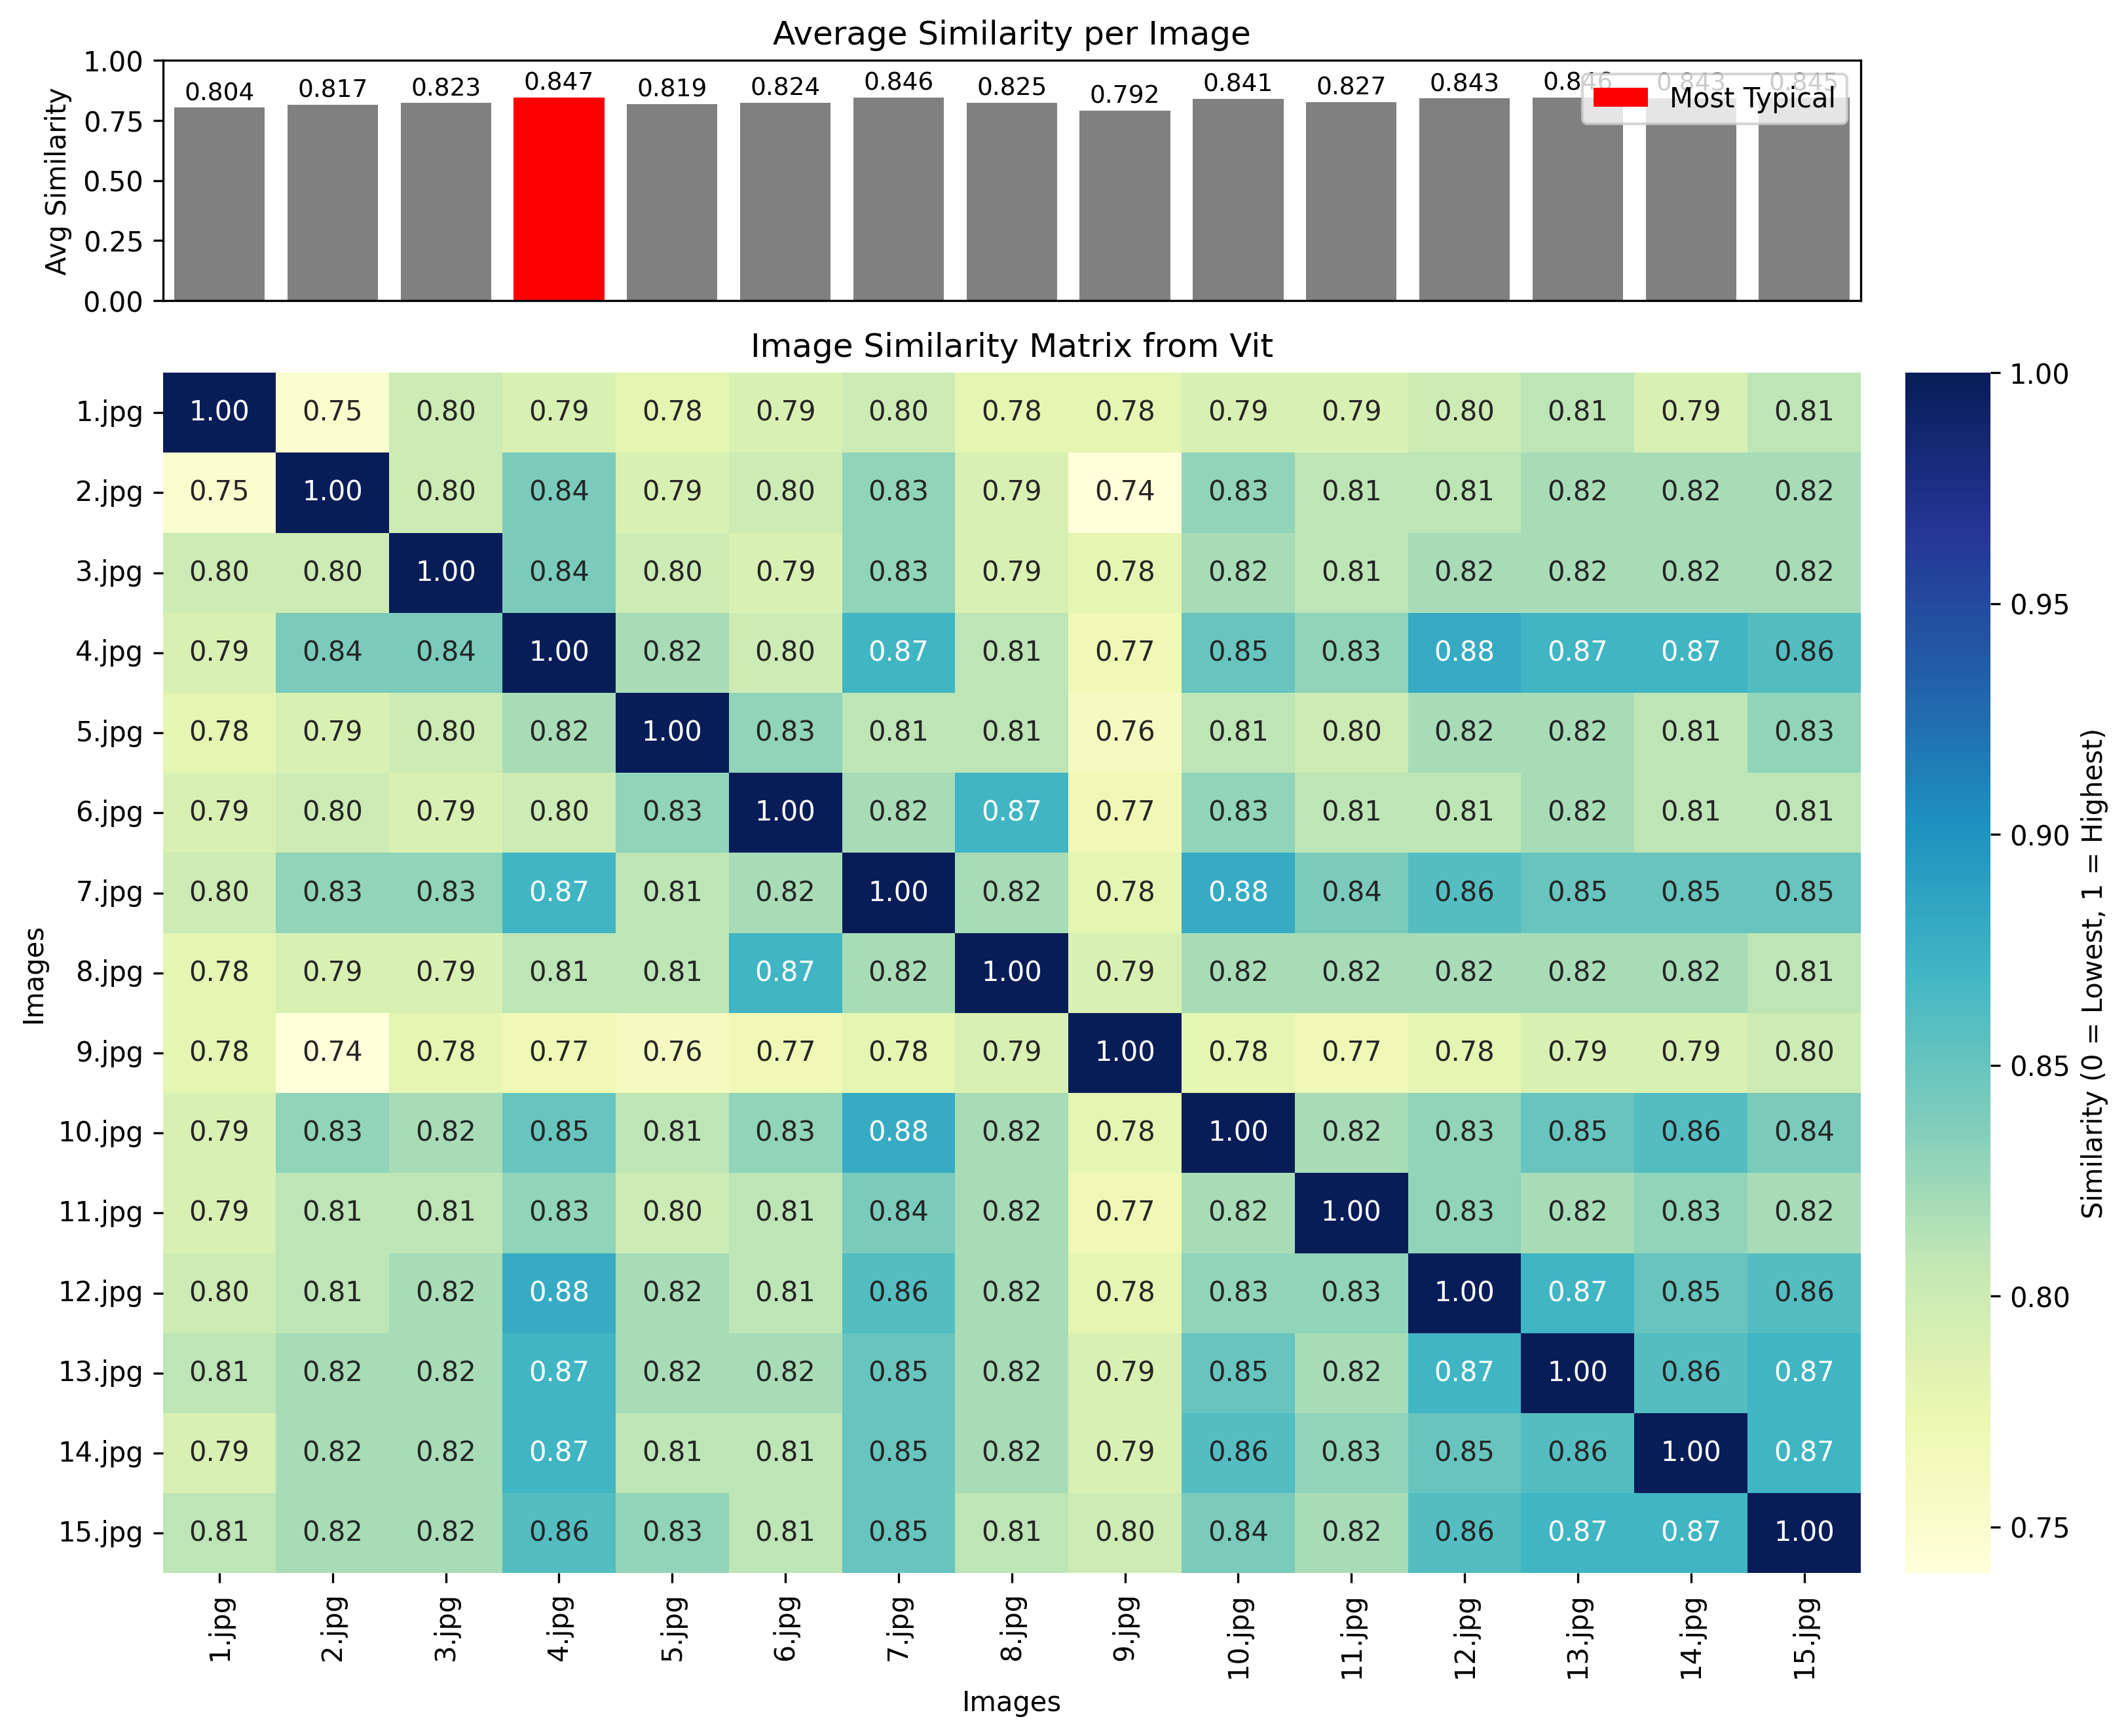 Average Similarity per Image
Avg Similarity
1.00
0.75
0.50
0.25
0.00
0.804 0.817 0.823 0.847 0.819 0.824 0.846 0.825 0.792 0.841 0.827 0.843 0.846 0.843 0.845
Most Typical
Image Similarity Matrix from Vit
Images
1.jpg 1.00 0.75 0.80 0.79 0.78 0.79 0.80 0.78 0.78 0.79 0.79 0.80 0.81 0.79 0.81
2.jpg 0.75 1.00 0.80 0.84 0.79 0.80 0.83 0.79 0.74 0.83 0.81 0.81 0.82 0.82 0.82
3.jpg 0.80 0.80 1.00 0.84 0.80 0.79 0.83 0.79 0.78 0.82 0.81 0.82 0.82 0.82 0.82
4.jpg 0.79 0.84 0.84 1.00 0.82 0.80 0.87 0.81 0.77 0.85 0.83 0.88 0.87 0.87 0.86
5.jpg 0.78 0.79 0.80 0.82 1.00 0.83 0.81 0.81 0.76 0.81 0.80 0.82 0.82 0.81 0.83
6.jpg 0.79 0.80 0.79 0.80 0.83 1.00 0.82 0.87 0.77 0.83 0.81 0.81 0.82 0.81 0.81
7.jpg 0.80 0.83 0.83 0.87 0.81 0.82 1.00 0.82 0.78 0.88 0.84 0.86 0.85 0.85 0.85
8.jpg 0.78 0.79 0.79 0.81 0.81 0.87 0.82 1.00 0.79 0.82 0.82 0.82 0.82 0.82 0.81
9.jpg 0.78 0.74 0.78 0.77 0.76 0.77 0.78 0.79 1.00 0.78 0.77 0.78 0.79 0.79 0.80
10.jpg 0.79 0.83 0.82 0.85 0.81 0.83 0.88 0.82 0.78 1.00 0.82 0.83 0.85 0.86 0.84
11.jpg 0.79 0.81 0.81 0.83 0.80 0.81 0.84 0.82 0.77 0.82 1.00 0.83 0.82 0.83 0.82
12.jpg 0.80 0.81 0.82 0.88 0.82 0.81 0.86 0.82 0.78 0.83 0.83 1.00 0.87 0.85 0.86
13.jpg 0.81 0.82 0.82 0.87 0.82 0.82 0.85 0.82 0.79 0.85 0.82 0.87 1.00 0.86 0.87
14.jpg 0.79 0.82 0.82 0.87 0.81 0.81 0.85 0.82 0.79 0.86 0.83 0.85 0.86 1.00 0.87
15.jpg 0.81 0.82 0.82 0.86 0.83 0.81 0.85 0.81 0.80 0.84 0.82 0.86 0.87 0.87 1.00
1.jpg 2.jpg 3.jpg 4.jpg 5.jpg 6.jpg 7.jpg 8.jpg 9.jpg 10.jpg 11.jpg 12.jpg 13.jpg 14.jpg 15.jpg
Images
1.00
0.95
0.90
0.85
0.80
0.75
Similarity (0 = Lowest, 1 = Highest)